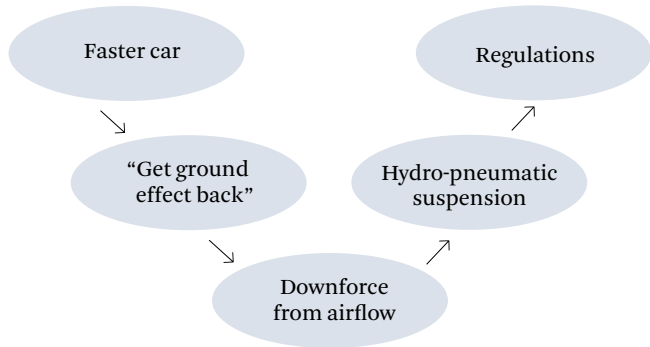 Faster car
Regulations
“Get ground
effect back”
Hydro-pneumatic
suspension
Downforce
from airflow